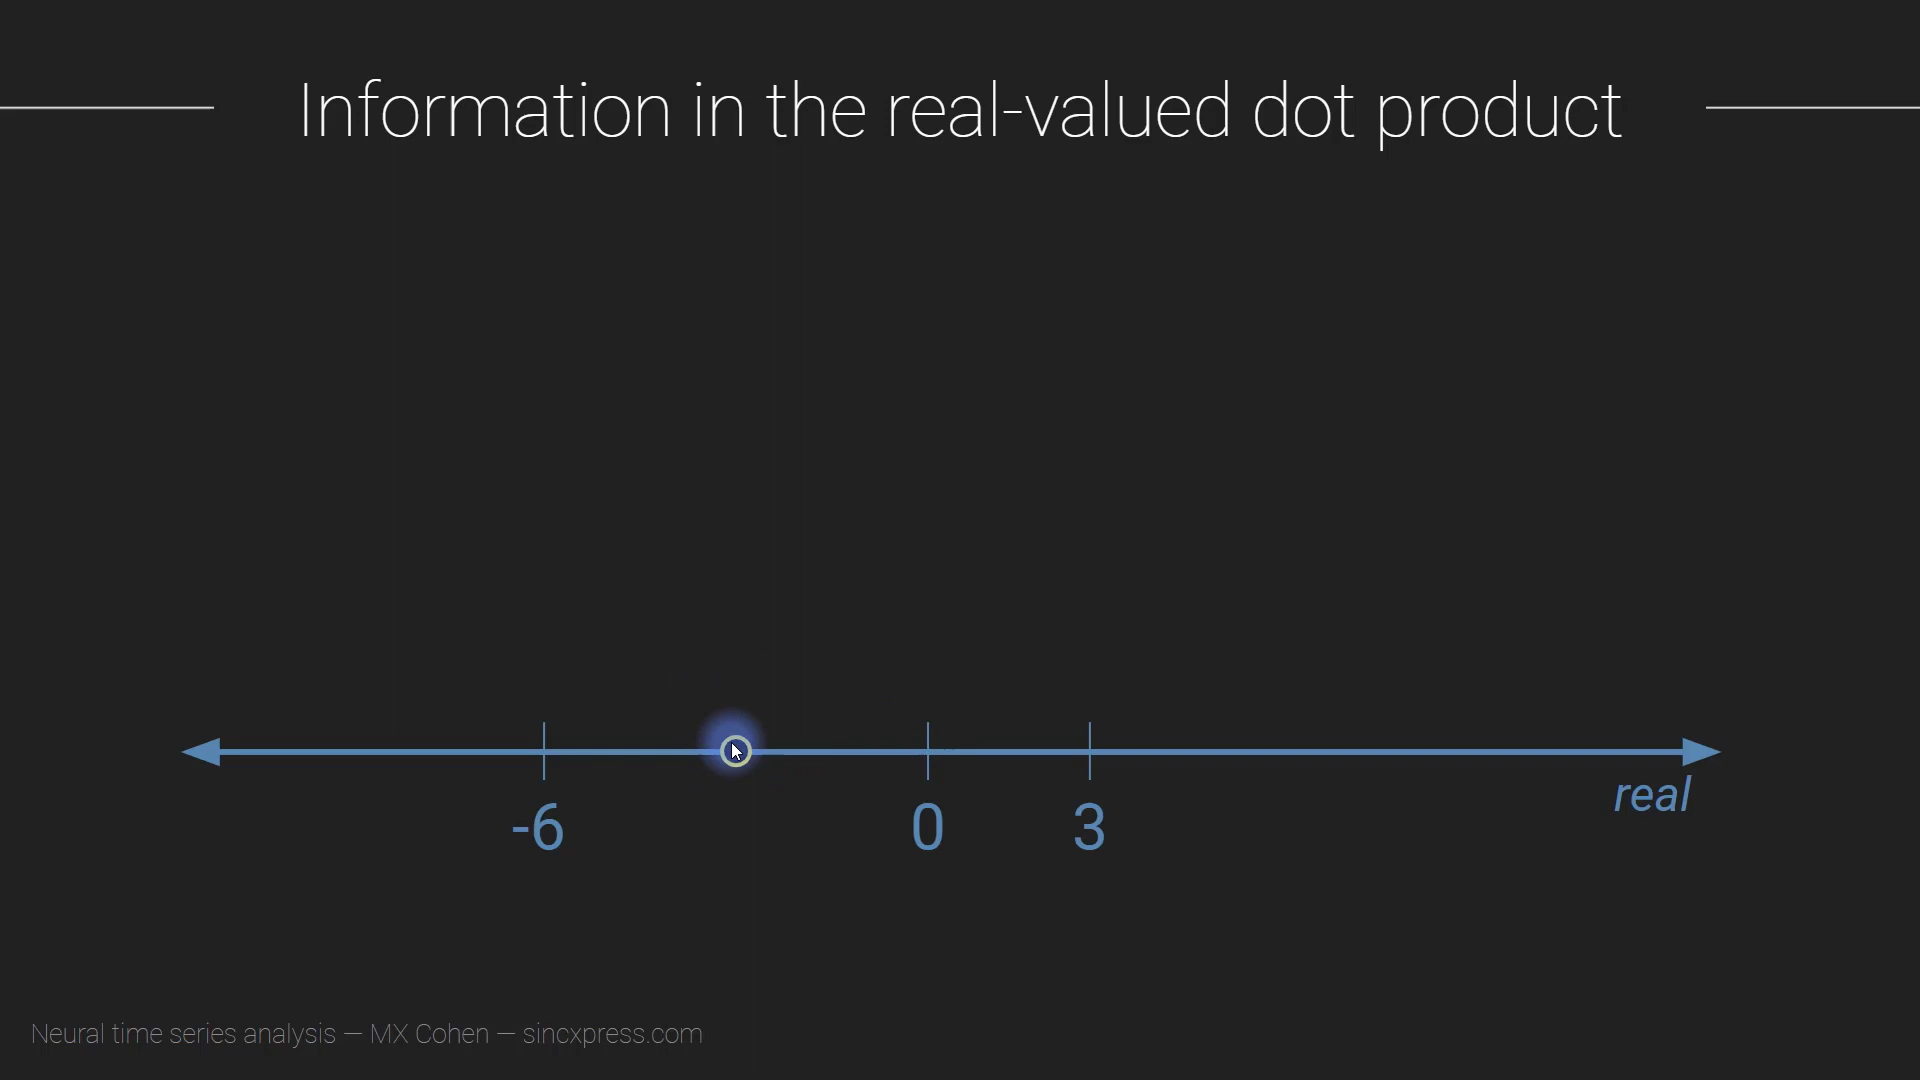 Information in the real-valued dot product
real
-6 0 3
Neural time series analysis — MX Cohen — sincxpress.com